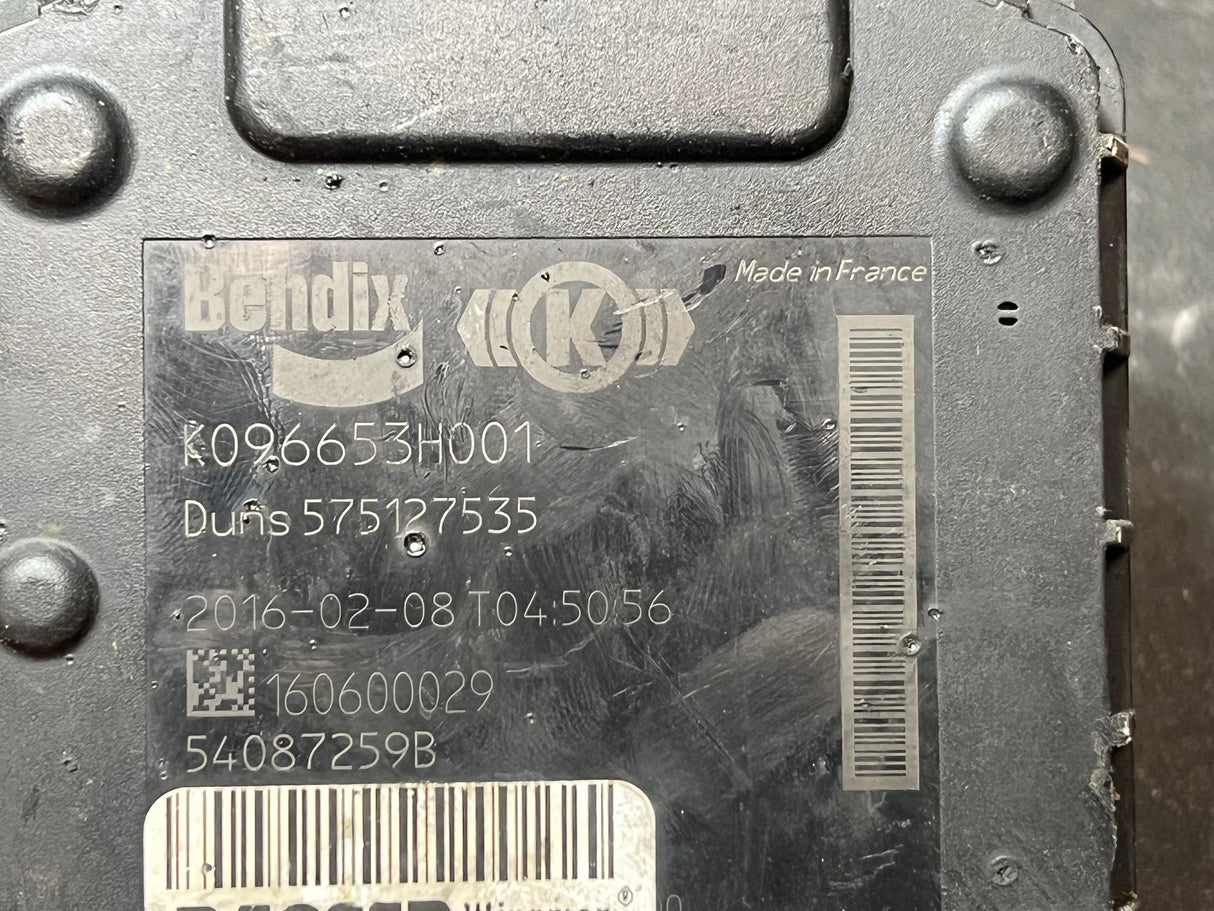 Bendix
K
Made in France
K096653H001
Duns 575127535
2016-02-08 T04:50:56
160600029
54087259B